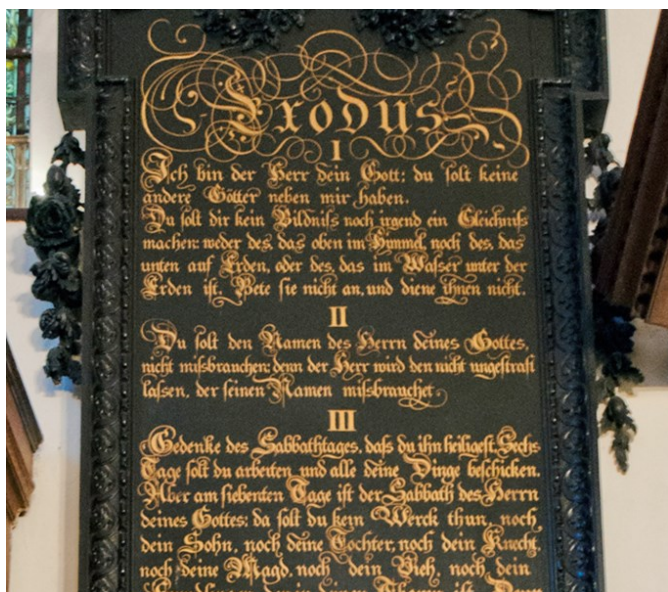 Exodus
I
Ich bin der Herr dein Gott: du solt keine
andere Götter neben mir haben.
Du solt dir kein Bildniß noch irgend ein Gleichniß
machen: weder des, das oben im Hymmel, noch des, das
unten auf Erden, oder des, das im Waſser unter der
Erden iſt. Bete ſie nicht an, und diene ihnen nicht.
II
Du ſolt den Namen des Herrn deines Gottes,
nicht miſsbrauchen: denn der Herr wird den nicht ungeſtraft
laſsen, der ſeinen Namen miſsbrauchet.
III
Gedenke des Sabbathtages, daſs du ihn heiligeſt. Sechs
Tage ſolt du arbeiten und alle deine Dinge beſchicken.
Aber am ſiebenten Tage iſt der Sabbath des Herrn
deines Gottes: da ſolt du kein Werck thun, noch
dein Sohn, noch deine Tochter, noch dein Knecht,
noch deine Magd, noch dein Vieh, noch dein